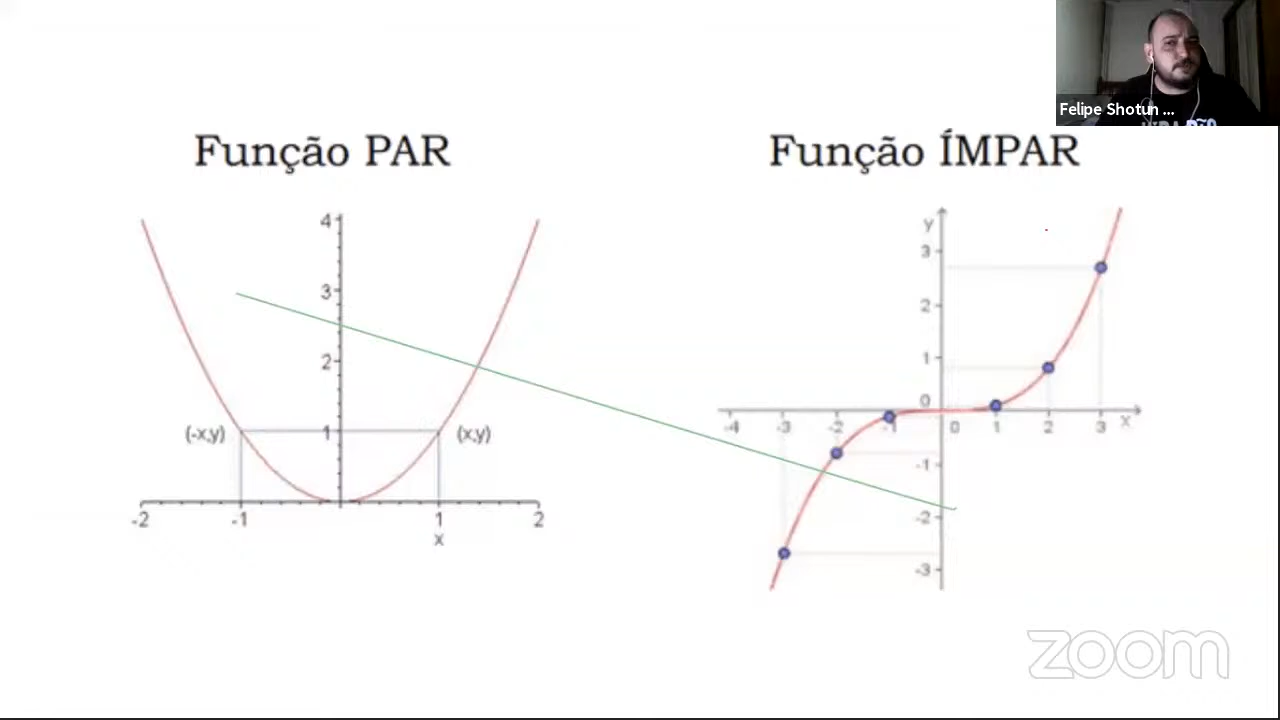 Felipe Shotun ...
Função PAR
Função ÍMPAR
4
3
2
1
(-x,y)
(x,y)
-2
-1
1
2
x
y
3
2
1
0
-4
-3
-2
-1
0
1
2
3
x
-1
-2
-3
zoom